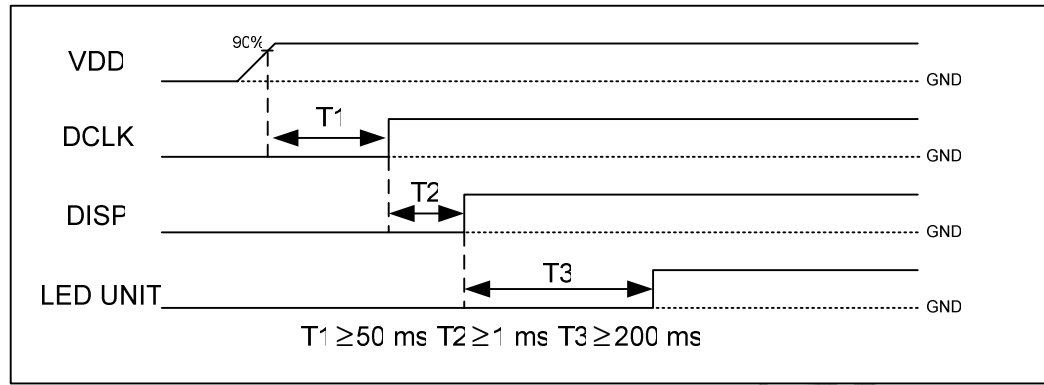 90%
VDD
GND
T1
DCLK
GND
T2
DISP
GND
T3
LED UNIT
GND
T1≥50 ms T2≥1 ms T3≥200 ms